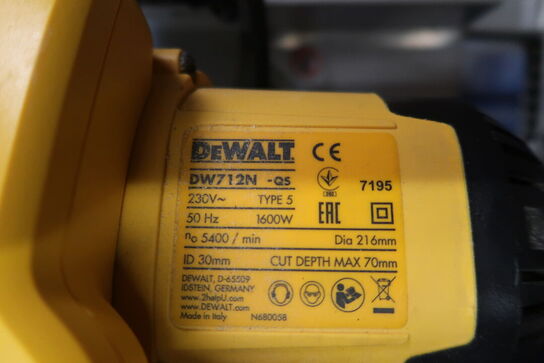 DEWALT CE
DW712N -QS
230V~ TYPE 5 7195
50 Hz 1600W EAC
n₀ 5400 / min Dia 216mm
ID 30mm CUT DEPTH MAX 70mm
DEWALT, D-65509
IDSTEIN, GERMANY
www.2helpU.com
www.DEWALT.com
Made in Italy N680058